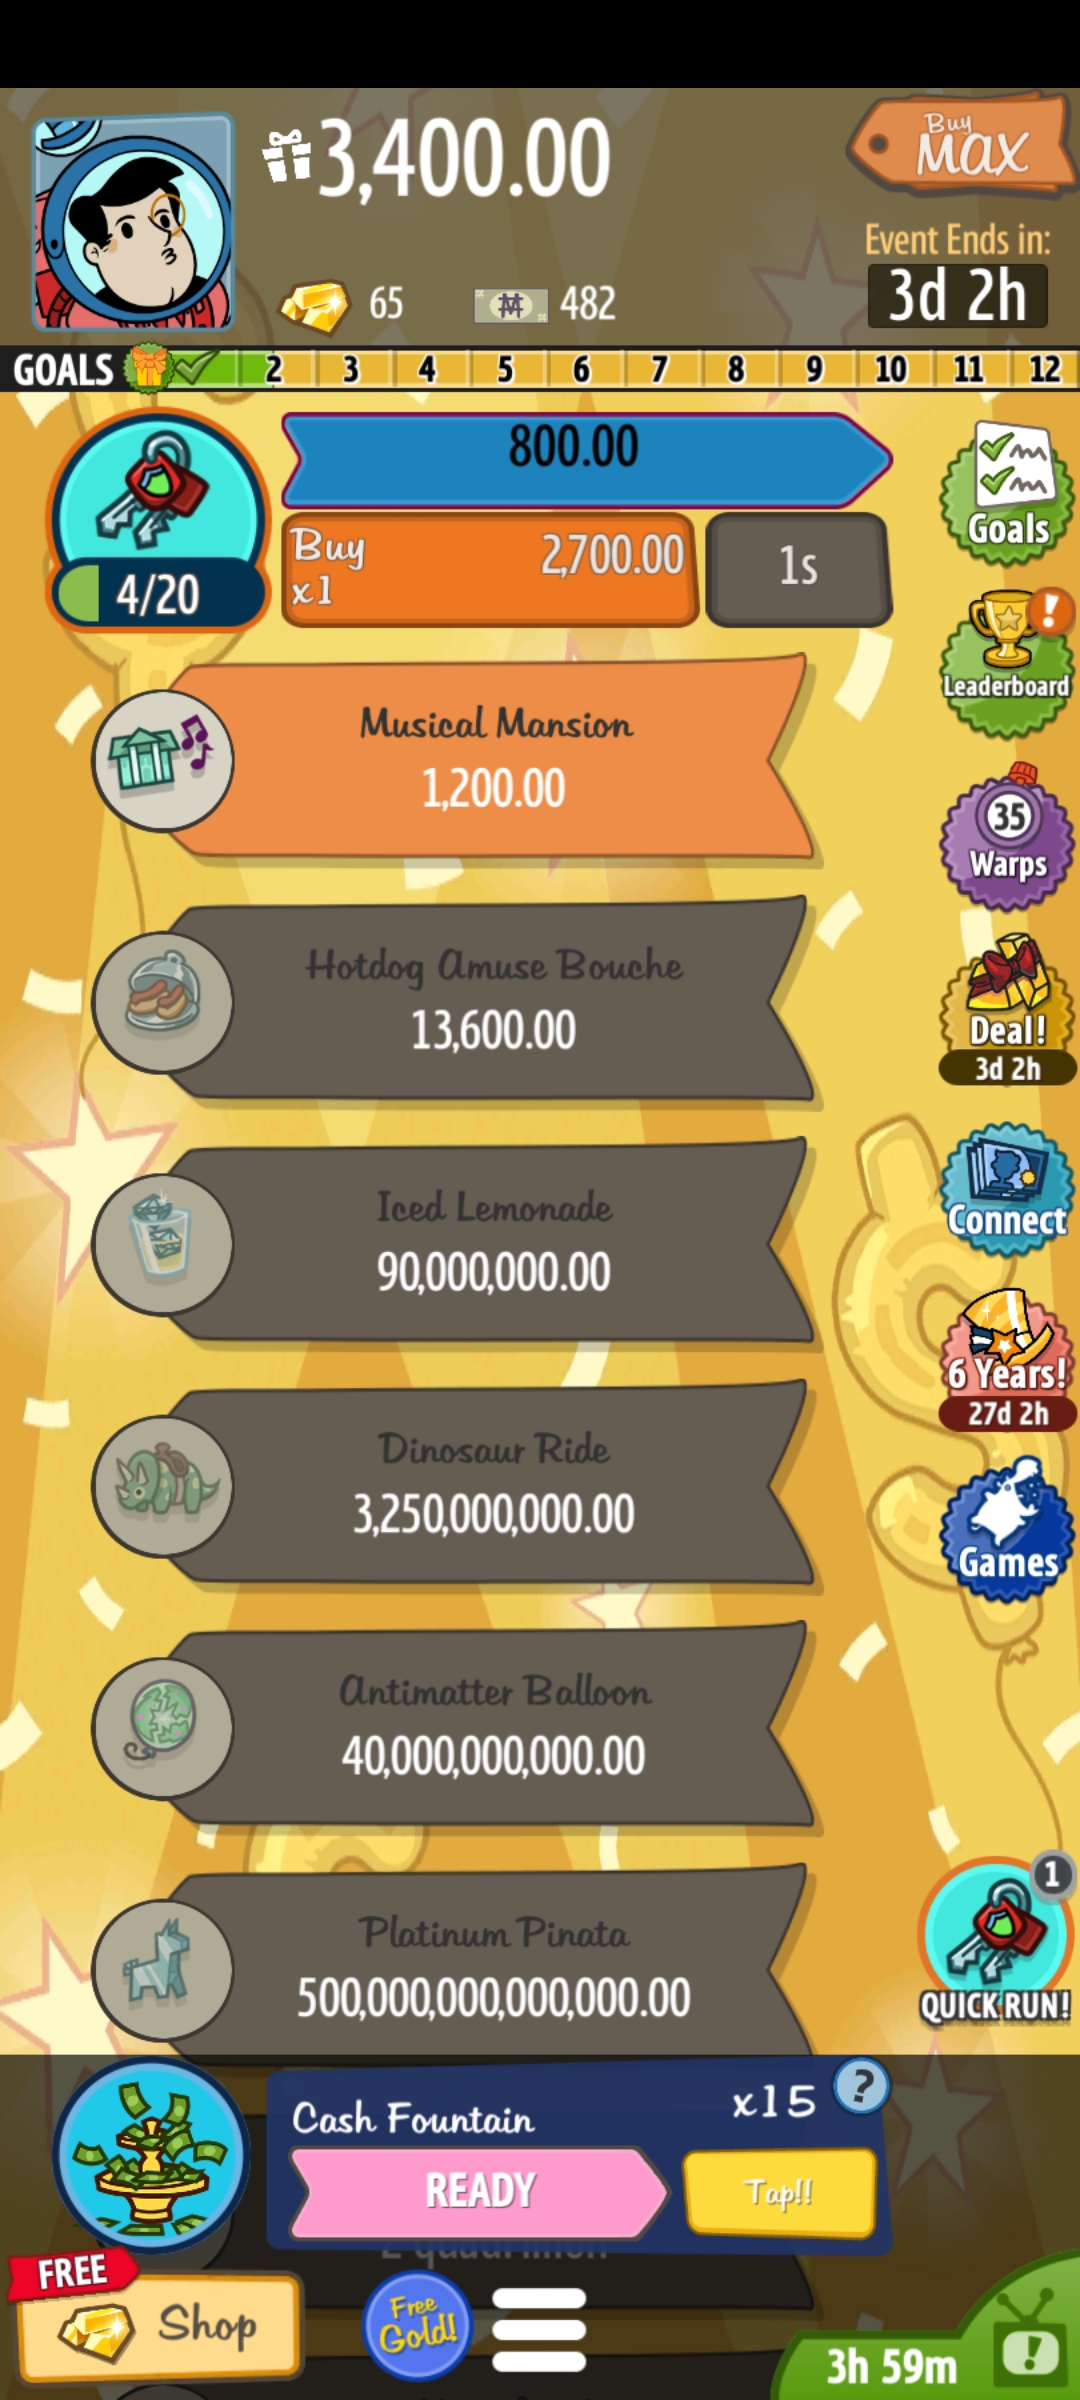 3,400.00
Buy
MAX
Event Ends in:
3d 2h
65
482
GOALS 2 3 4 5 6 7 8 9 10 11 12
800.00
Buy
x1
2,700.00
1s
4/20
Goals
Leaderboard
Musical Mansion
1,200.00
35
Warps
Hotdog Amuse Bouche
13,600.00
Deal!
3d 2h
Iced Lemonade
90,000,000.00
Connect
6 Years!
27d 2h
Dinosaur Ride
3,250,000,000.00
Games
Antimatter Balloon
40,000,000,000.00
Platinum Pinata
500,000,000,000,000.00
1
QUICK RUN!
Cash Fountain
x15
?
READY
Tap!!
FREE
Shop
Free
Gold!
3h 59m